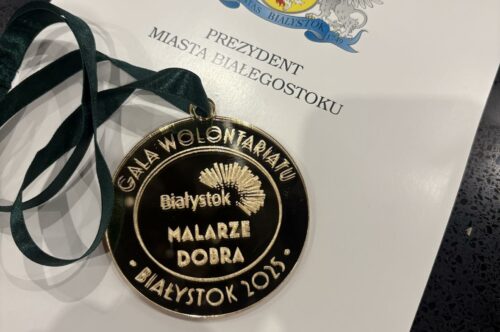 PREZYDENT
MIASTA BIAŁEGOSTOKU
GALA WOLONTARIATU
Białystok
MALARZE
DOBRA
• BIAŁYSTOK 2025 •